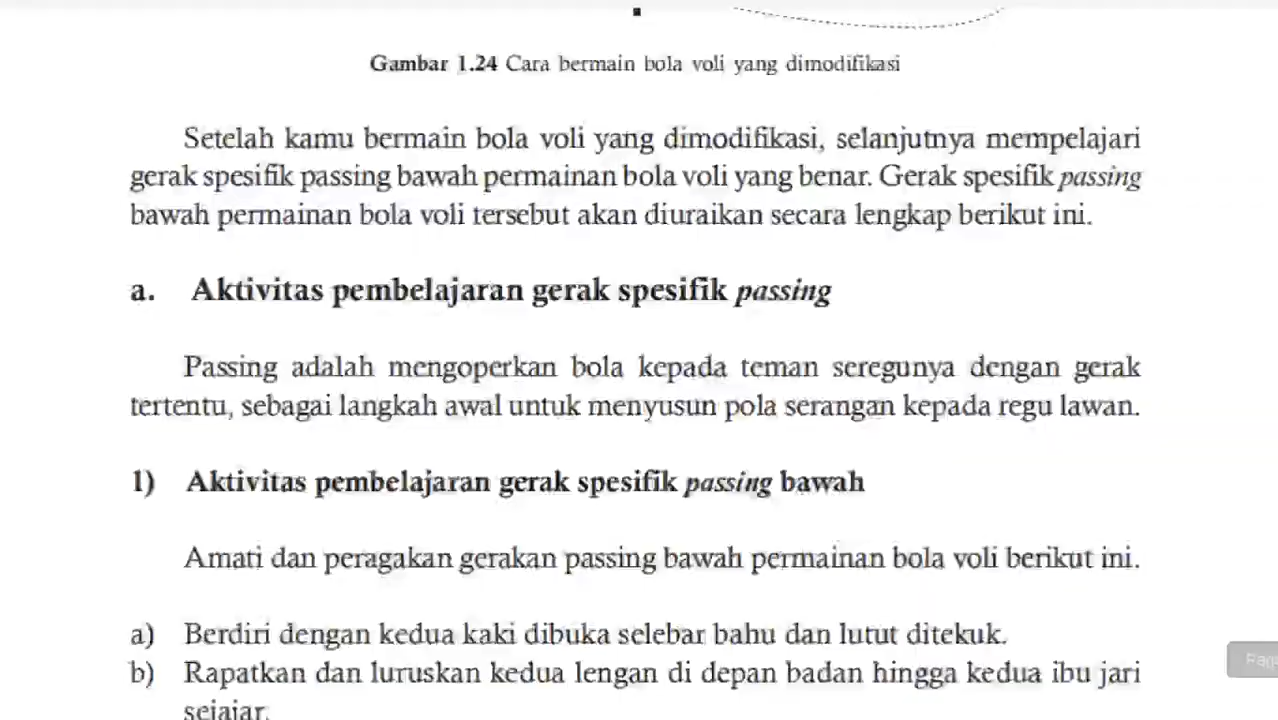 Gambar 1.24 Cara bermain bola voli yang dimodifikasi
Setelah kamu bermain bola voli yang dimodifikasi, selanjutnya mempelajari
gerak spesifik passing bawah permainan bola voli yang benar. Gerak spesifik passing
bawah permainan bola voli tersebut akan diuraikan secara lengkap berikut ini.
a. Aktivitas pembelajaran gerak spesifik passing
Passing adalah mengoperkan bola kepada teman seregunya dengan gerak
tertentu, sebagai langkah awal untuk menyusun pola serangan kepada regu lawan.
1) Aktivitas pembelajaran gerak spesifik passing bawah
Amati dan peragakan gerakan passing bawah permainan bola voli berikut ini.
a) Berdiri dengan kedua kaki dibuka selebar bahu dan lutut ditekuk.
b) Rapatkan dan luruskan kedua lengan di depan badan hingga kedua ibu jari
sejajar.